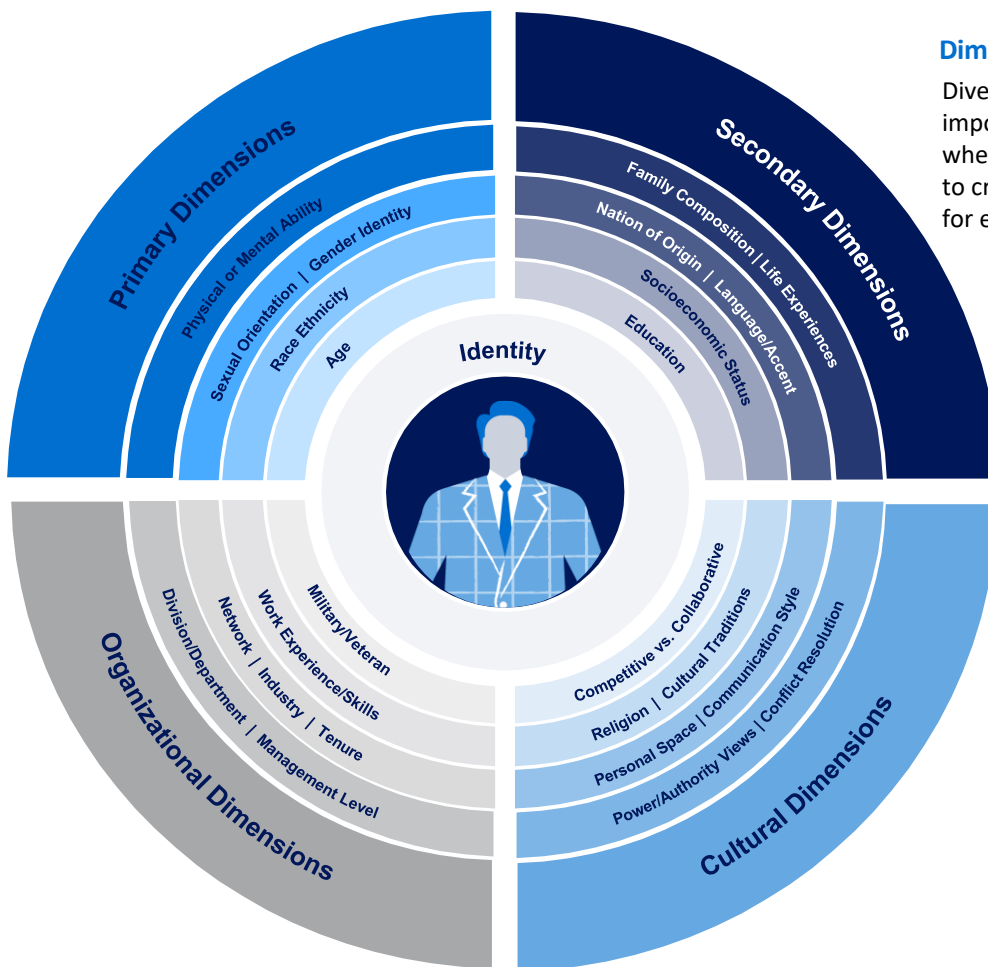 Primary Dimensions
Physical or Mental Ability
Sexual Orientation | Gender Identity
Race Ethnicity
Age
Secondary Dimensions
Family Composition | Life Experiences
Nation of Origin | Language/Accent
Socioeconomic Status
Education
Identity
Organizational Dimensions
Division/Department | Management Level
Network | Industry | Tenure
Work Experience/Skills
Military/Veteran
Competitive vs. Collaborative
Religion | Cultural Traditions
Personal Space | Communication Style
Power/Authority Views | Conflict Resolution
Cultural Dimensions
Dim
Dive
impo
whe
to cr
for e